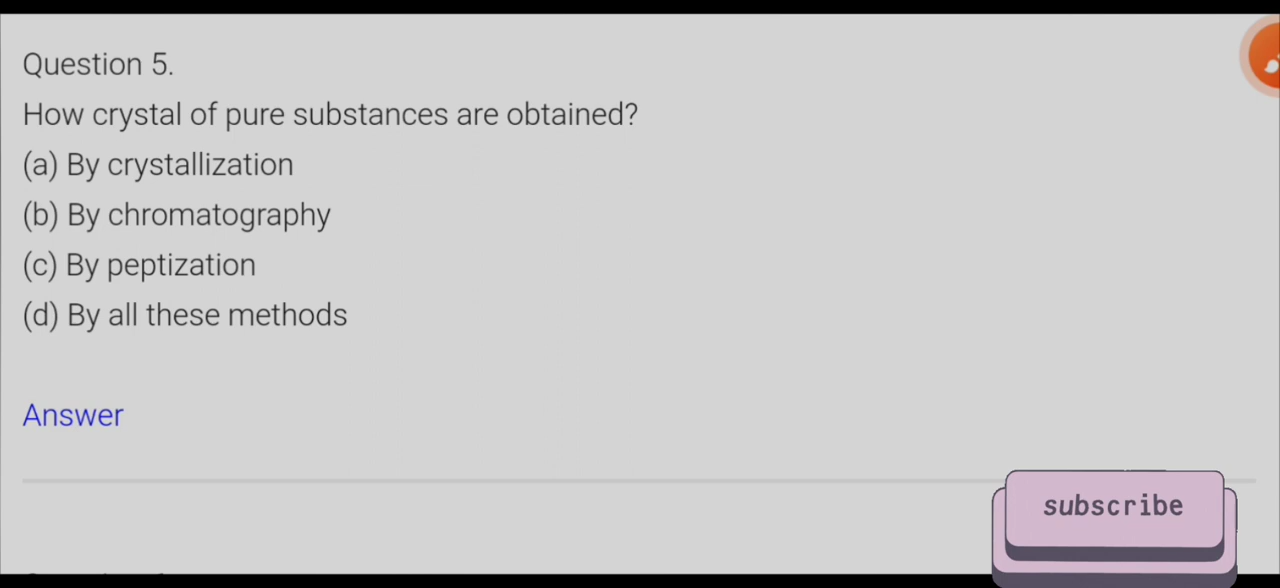 Question 5.
How crystal of pure substances are obtained?
(a) By crystallization
(b) By chromatography
(c) By peptization
(d) By all these methods
Answer
subscribe